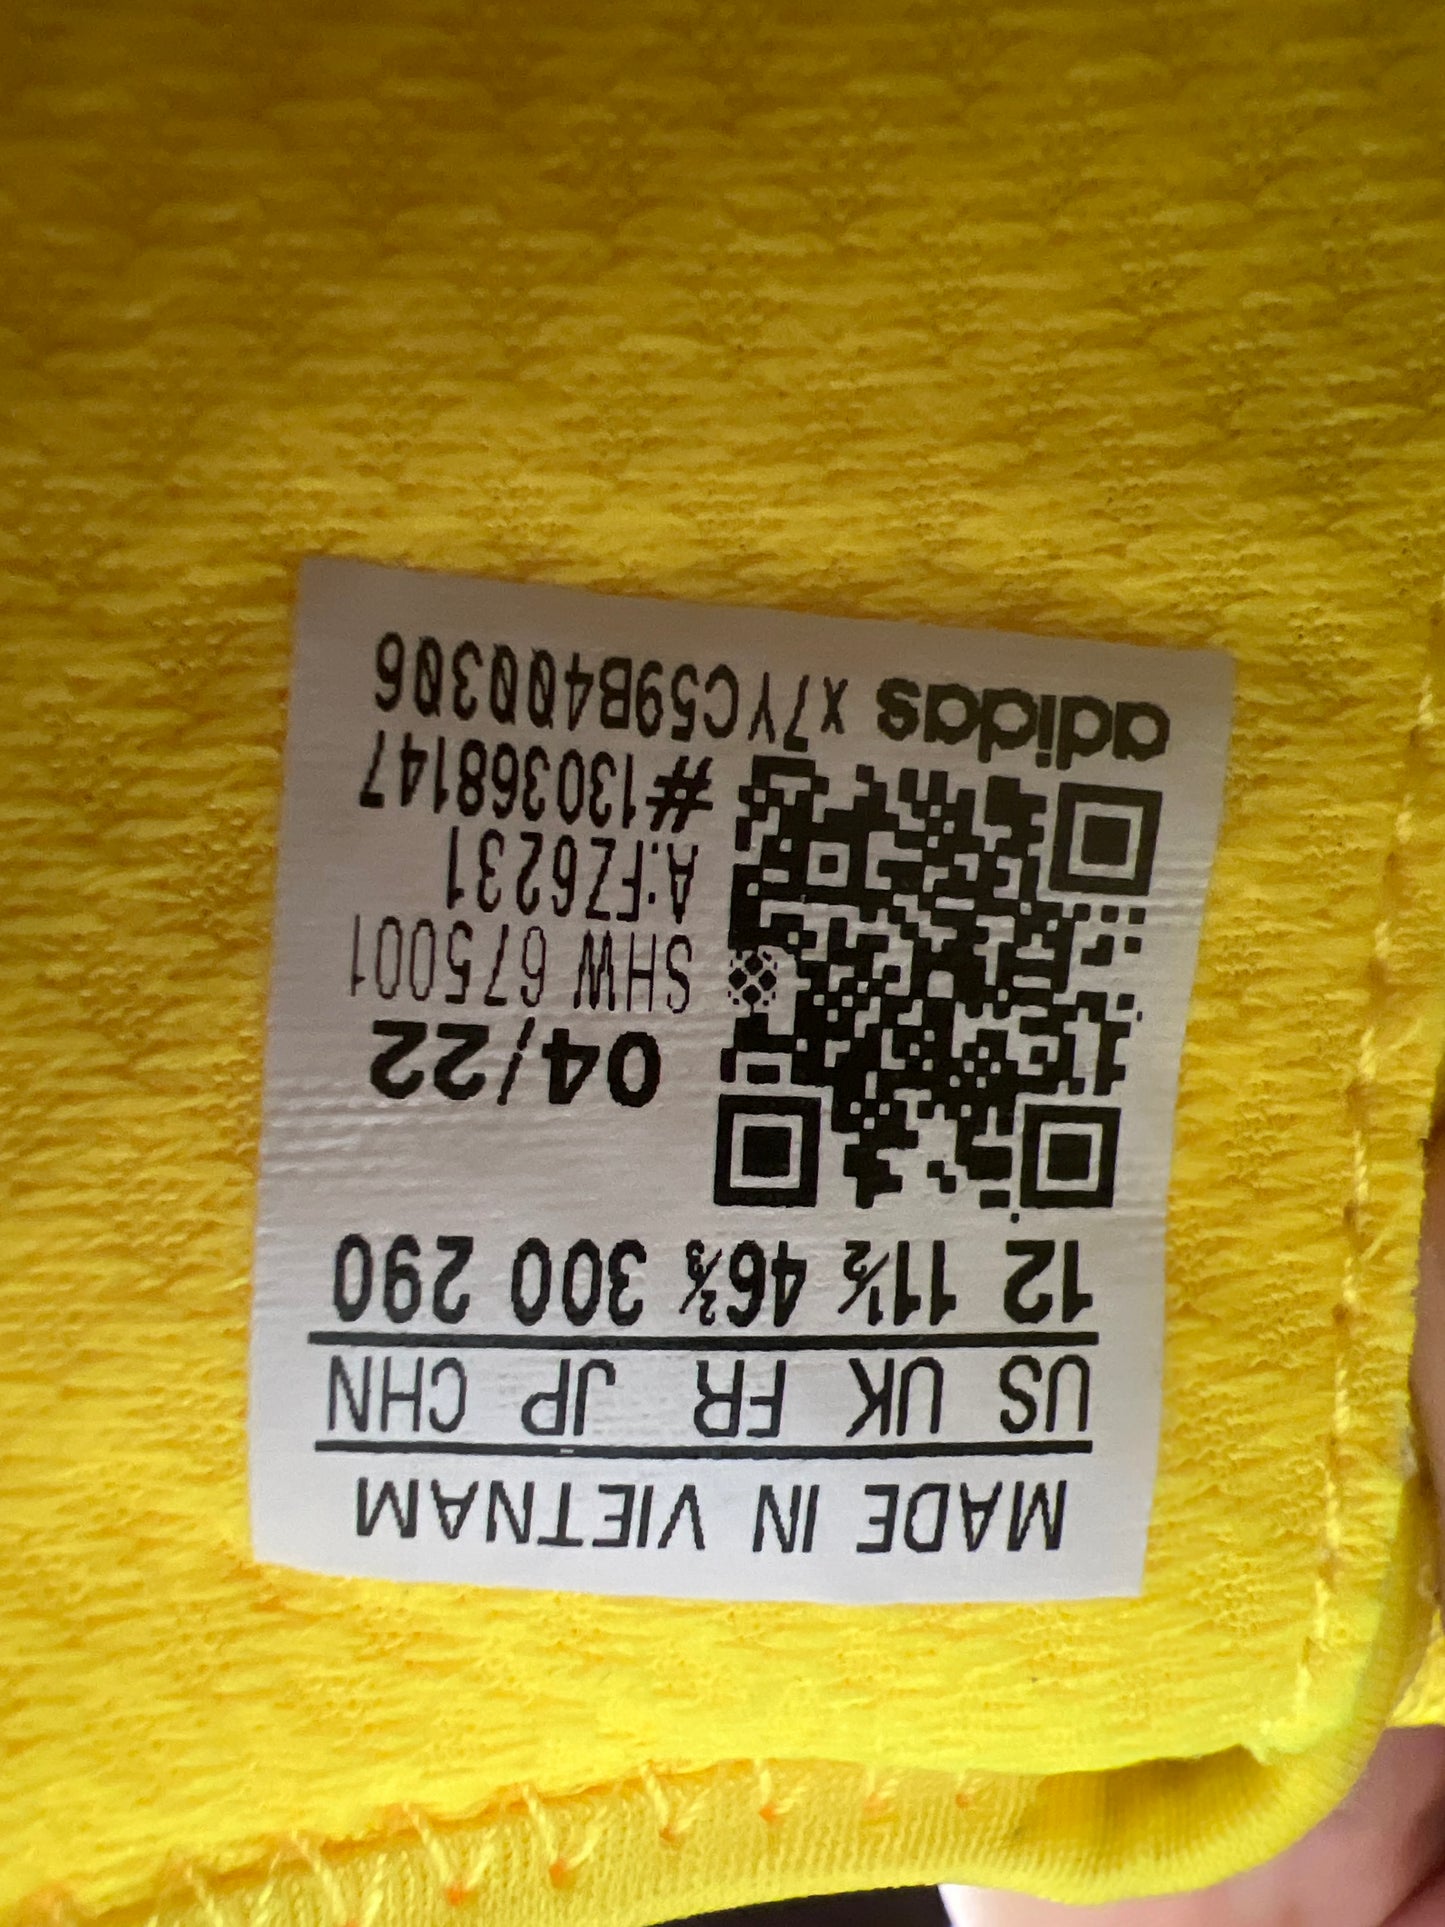 MADE IN VIETNAM
US UK FR JP CHN
12 11½ 46⅔ 300 290
04/22
SHW 675001
A:FZ6231
#130368147
adidas x7YC59B400306